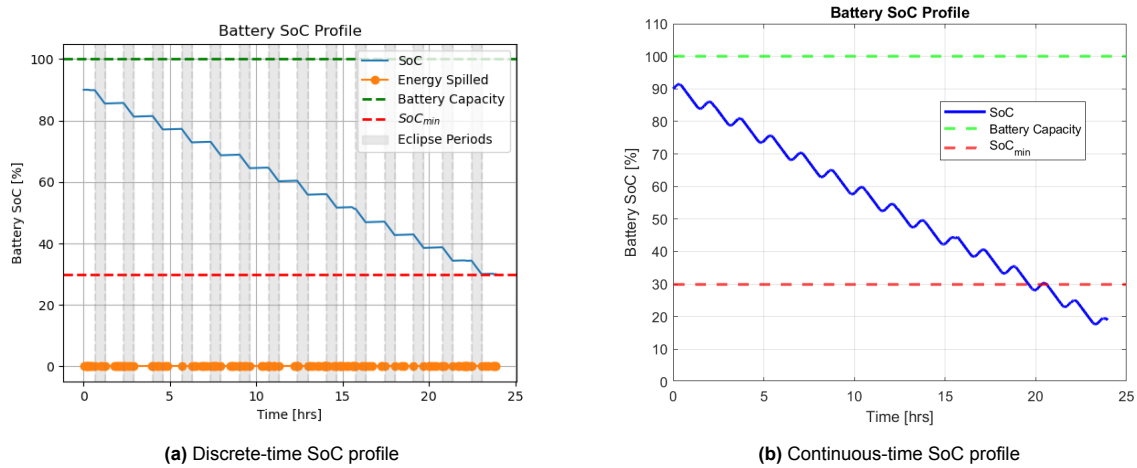 Battery SoC Profile
100
80
60
40
20
0
Battery SoC [%]
0 5 10 15 20 25
Time [hrs]
SoC
Energy Spilled
Battery Capacity
SoCmin
Eclipse Periods
(a) Discrete-time SoC profile
Battery SoC Profile
110
100
90
80
70
60
50
40
30
20
10
0
Battery SoC [%]
0 5 10 15 20 25
Time [hrs]
SoC
Battery Capacity
SoCmin
(b) Continuous-time SoC profile